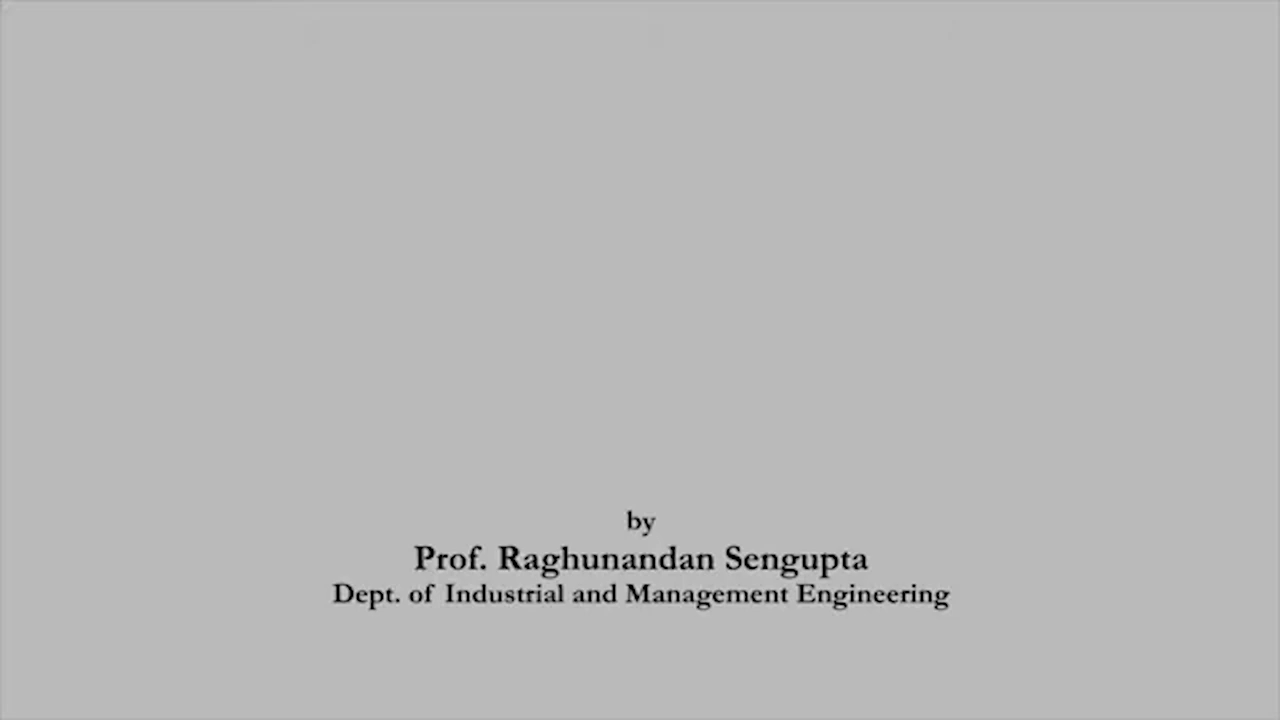 by
Prof. Raghunandan Sengupta
Dept. of Industrial and Management Engineering